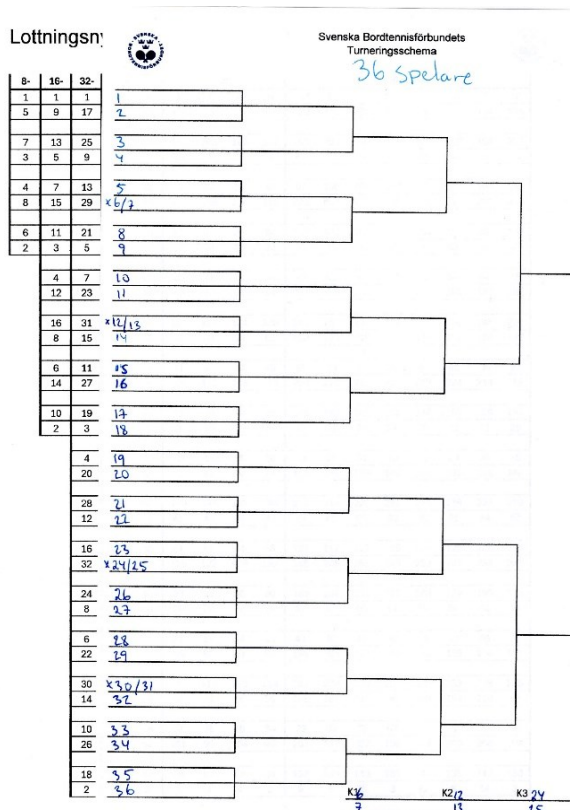 Lottningsny
Svenska Bordtennisförbundets
Turneringsschema
36 Spelare
8- 16- 32-
1 1 1 1
5 9 17 2
7 13 25 3
3 5 9 4
4 7 13 5
8 15 29 x6/7
6 11 21 8
2 3 5 9
4 7 10
12 23 11
16 31 x12/13
8 15 14
6 11 15
14 27 16
10 19 17
2 3 18
4 19
20 20
28 21
12 22
16 23
32 x24/25
24 26
8 27
6 28
22 29
30 x30/31
14 32
10 33
26 34
18 35
2 36
K1 6 K2 12 K3 24
7 13 25